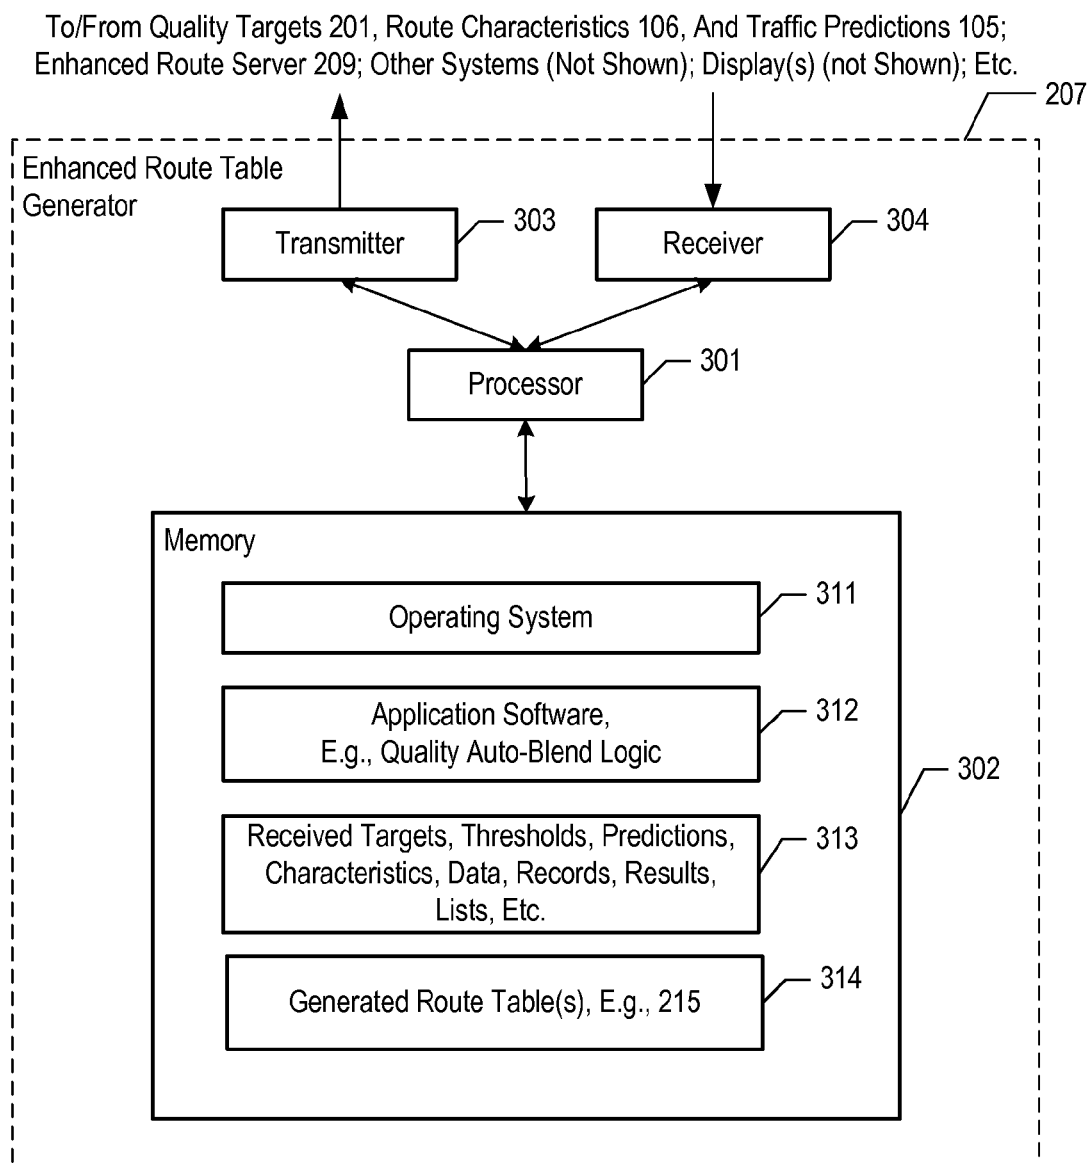 To/From Quality Targets 201, Route Characteristics 106, And Traffic Predictions 105;
Enhanced Route Server 209; Other Systems (Not Shown); Display(s) (not Shown); Etc.
207
Enhanced Route Table
Generator
Transmitter
303
Receiver
304
Processor
301
Memory
Operating System
311
Application Software,
E.g., Quality Auto-Blend Logic
312
302
Received Targets, Thresholds, Predictions,
Characteristics, Data, Records, Results,
Lists, Etc.
313
Generated Route Table(s), E.g., 215
314